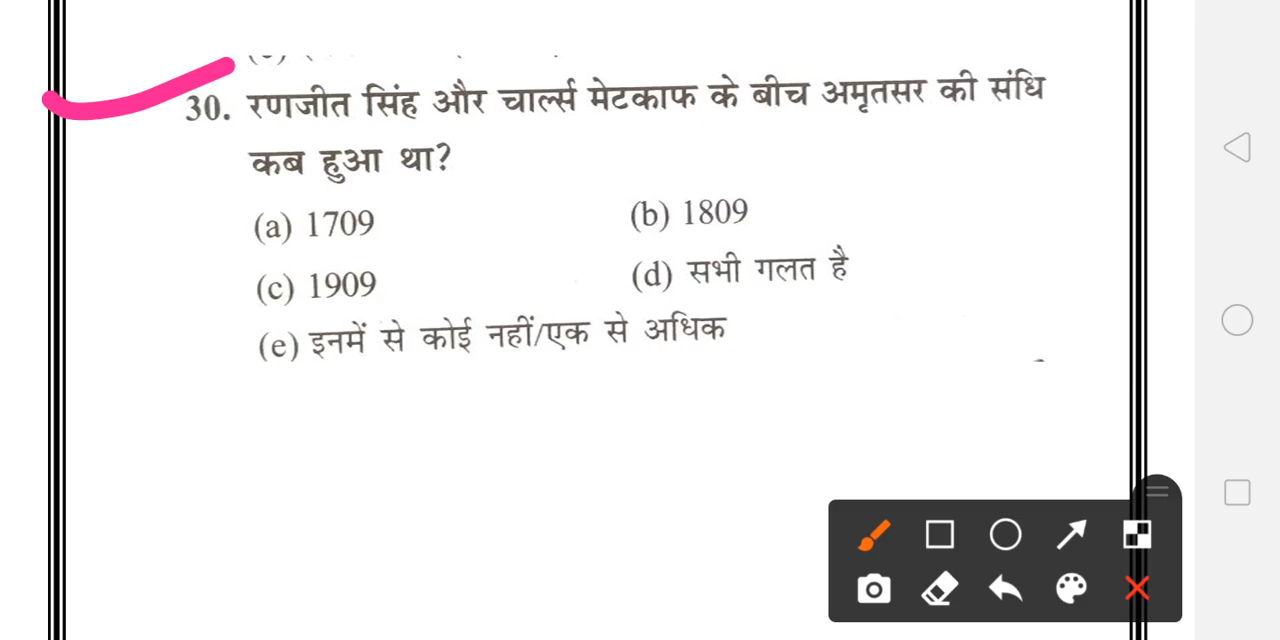 30. रणजीत सिंह और चार्ल्स मेटकाफ के बीच अमृतसर की संधि
कब हुआ था?
(a) 1709 (b) 1809
(c) 1909 (d) सभी गलत है
(e) इनमें से कोई नहीं/एक से अधिक